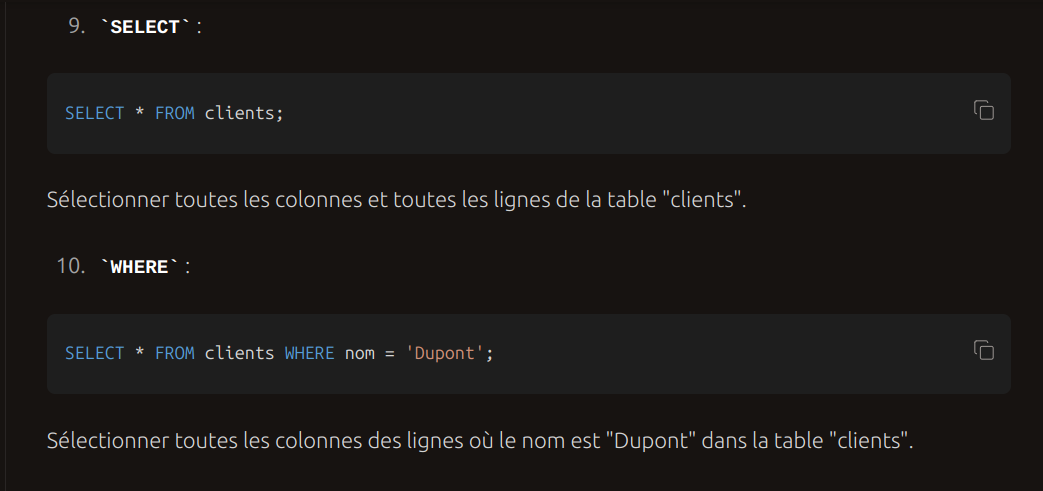 9. `SELECT` :
SELECT * FROM clients;
Sélectionner toutes les colonnes et toutes les lignes de la table "clients".
10. `WHERE` :
SELECT * FROM clients WHERE nom = 'Dupont';
Sélectionner toutes les colonnes des lignes où le nom est "Dupont" dans la table "clients".